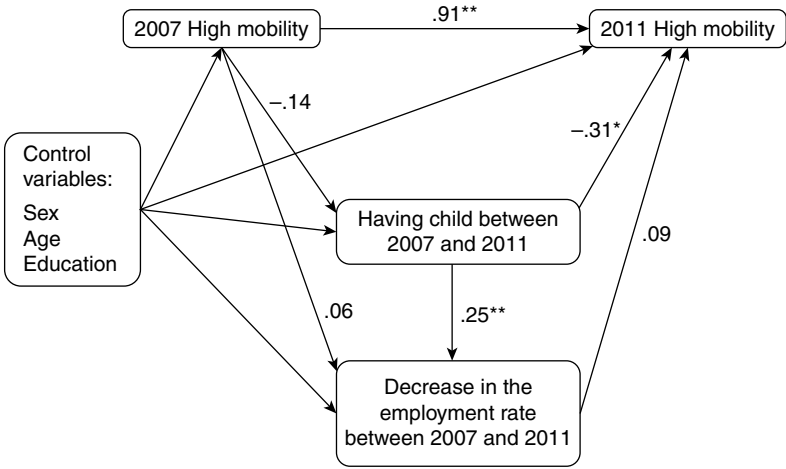 2007 High mobility
.91**
2011 High mobility
–.14
–.31*
Control
variables:
Sex
Age
Education
Having child between
2007 and 2011
.09
.06
.25**
Decrease in the
employment rate
between 2007 and 2011